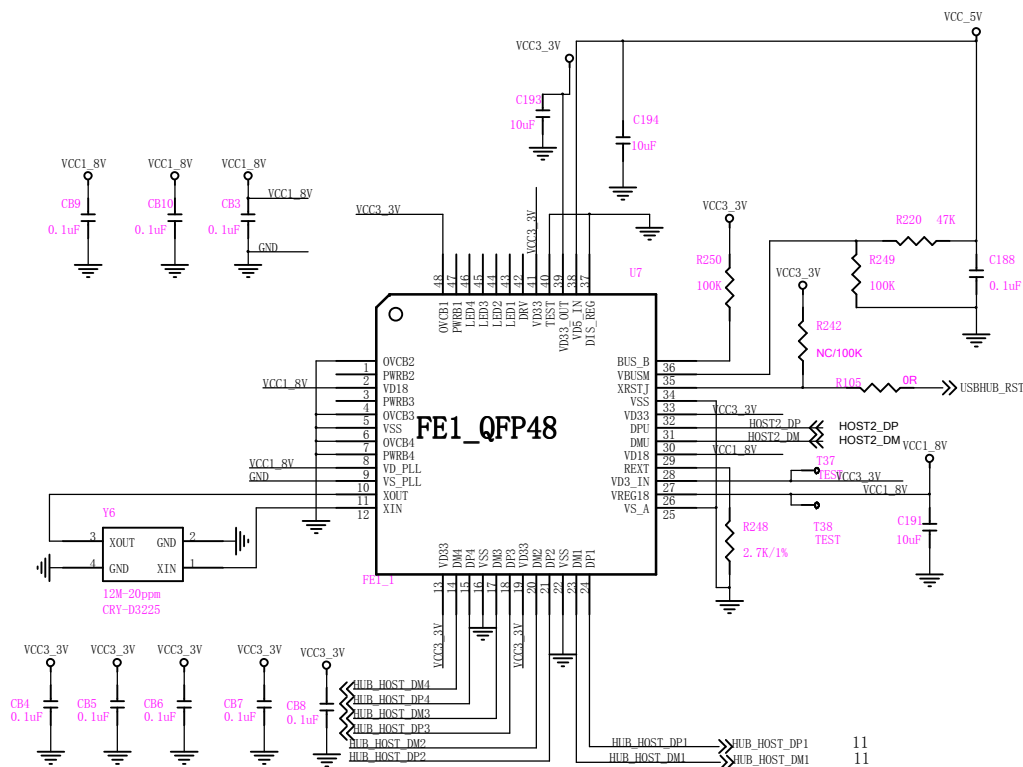 VCC_5V
VCC3_3V
C193
10uF
C194
10uF
VCC1_8V
VCC1_8V
VCC1_8V
CB9
0.1uF
CB10
0.1uF
CB3
0.1uF
VCC1_8V
GND
VCC3_3V
VCC3_3V
VCC3_3V
R250
100K
R220 47K
R249
100K
C188
0.1uF
VCC3_3V
R242
NC/100K
R105
0R
USBHUB_RST
U7
48 47 46 45 44 43 42 41 40 39 38 37
OVCB1
PWRB1
LED4
LED3
LED2
LED1
DRV
VD33
TEST
VD33_OUT
VD5_IN
DIS_REG
FE1_QFP48
OVCB2
PWRB2
VD18
PWRB3
OVCB3
VSS
OVCB4
PWRB4
VD_PLL
VS_PLL
XOUT
XIN
1
2
3
4
5
6
7
8
9
10
11
12
VCC1_8V
VCC1_8V
GND
BUS_B
VBUSM
XRSTJ
VSS
VD33
DPU
DMU
VD18
REXT
VD3_IN
VREG18
VS_A
36
35
34
33
32
31
30
29
28
27
26
25
VCC3_3V
HOST2_DP
HOST2_DP
HOST2_DM
HOST2_DM
VCC1_8V
VCC1_8V
T37
TEST
VCC3_3V
VCC1_8V
T38
TEST
C191
10uF
R248
2.7K/1%
Y6
3 XOUT GND 2
4 GND XIN 1
12M-20ppm
CRY-D3225
FE1_1
VD33
DM4
DP4
VSS
DM3
DP3
VD33
DM2
DP2
VSS
DM1
DP1
13 14 15 16 17 18 19 20 21 22 23 24
VCC3_3V
VCC3_3V
VCC3_3V
VCC3_3V
VCC3_3V
VCC3_3V
VCC3_3V
CB4
0.1uF
CB5
0.1uF
CB6
0.1uF
CB7
0.1uF
CB8
0.1uF
HUB_HOST_DM4
HUB_HOST_DP4
HUB_HOST_DM3
HUB_HOST_DP3
HUB_HOST_DM2
HUB_HOST_DP2
HUB_HOST_DP1
HUB_HOST_DP1 11
HUB_HOST_DM1
HUB_HOST_DM1 11